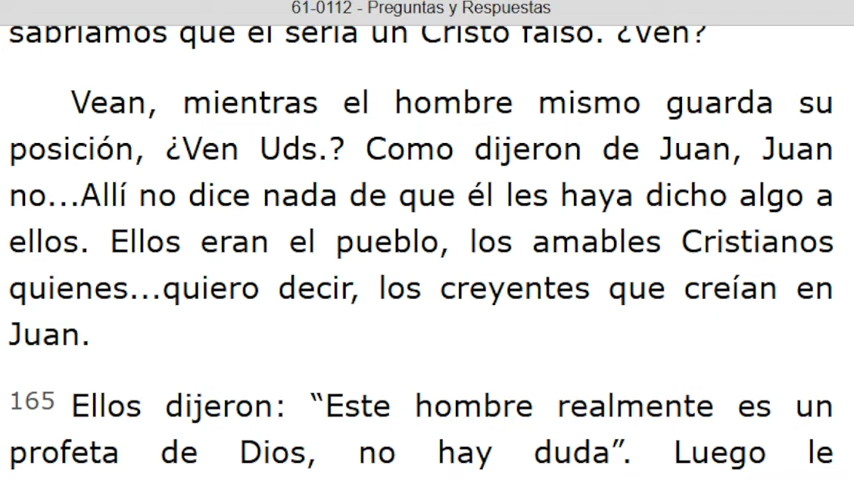 61-0112 - Preguntas y Respuestas
sabríamos que él sería un Cristo falso. ¿Ven?
Vean, mientras el hombre mismo guarda su
posición, ¿Ven Uds.? Como dijeron de Juan, Juan
no...Allí no dice nada de que él les haya dicho algo a
ellos. Ellos eran el pueblo, los amables Cristianos
quienes...quiero decir, los creyentes que creían en
Juan.
165 Ellos dijeron: “Este hombre realmente es un
profeta de Dios, no hay duda”. Luego le